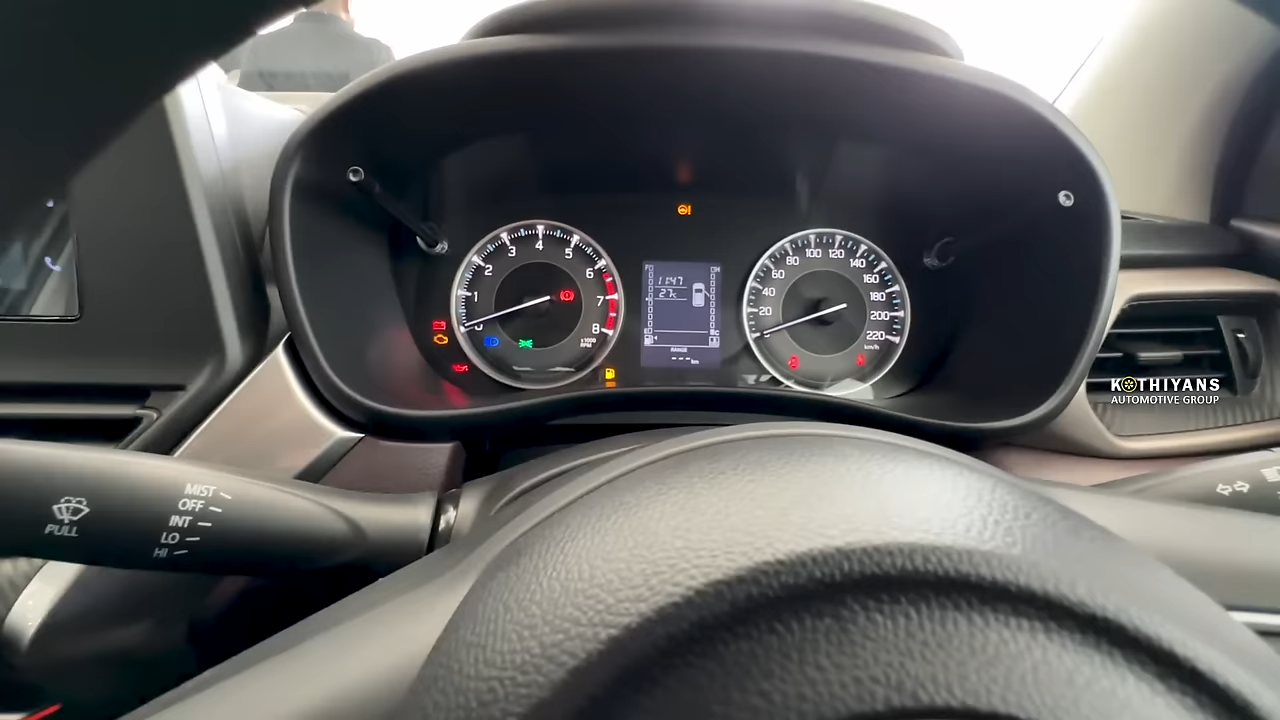 1
2
3
4
5
6
7
8
x1000
RPM
F
11:47
27c
E
H
C
RANGE
--- km
20
40
60
80
100
120
140
160
180
200
220
km/h
PULL
MIST
OFF
INT
LO
HI
KOTHIYANS
AUTOMOTIVE GROUP